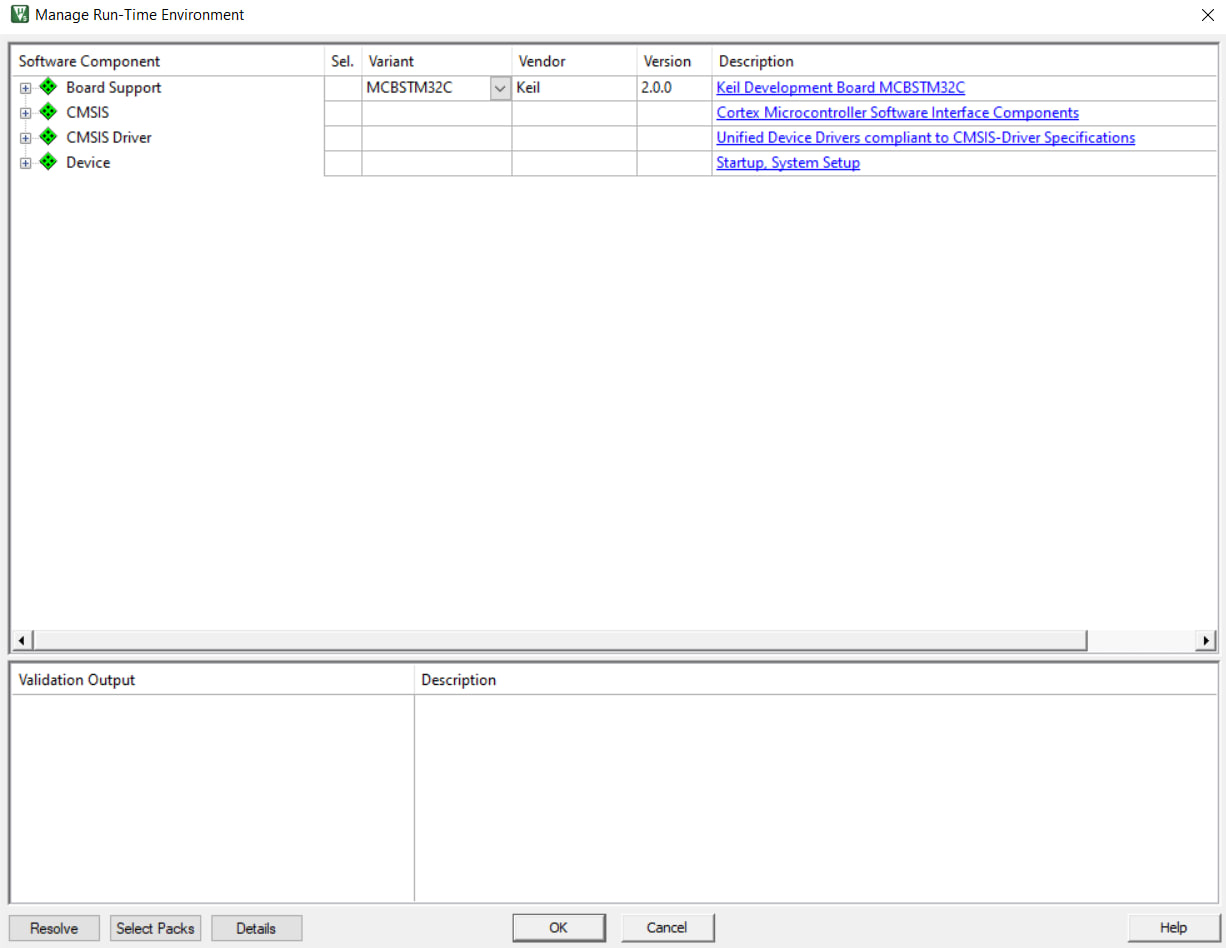 Manage Run-Time Environment
Software Component Sel. Variant Vendor Version Description
Board Support MCBSTM32C Keil 2.0.0 Keil Development Board MCBSTM32C
CMSIS Cortex Microcontroller Software Interface Components
CMSIS Driver Unified Device Drivers compliant to CMSIS-Driver Specifications
Device Startup, System Setup
Validation Output Description
Resolve Select Packs Details OK Cancel Help